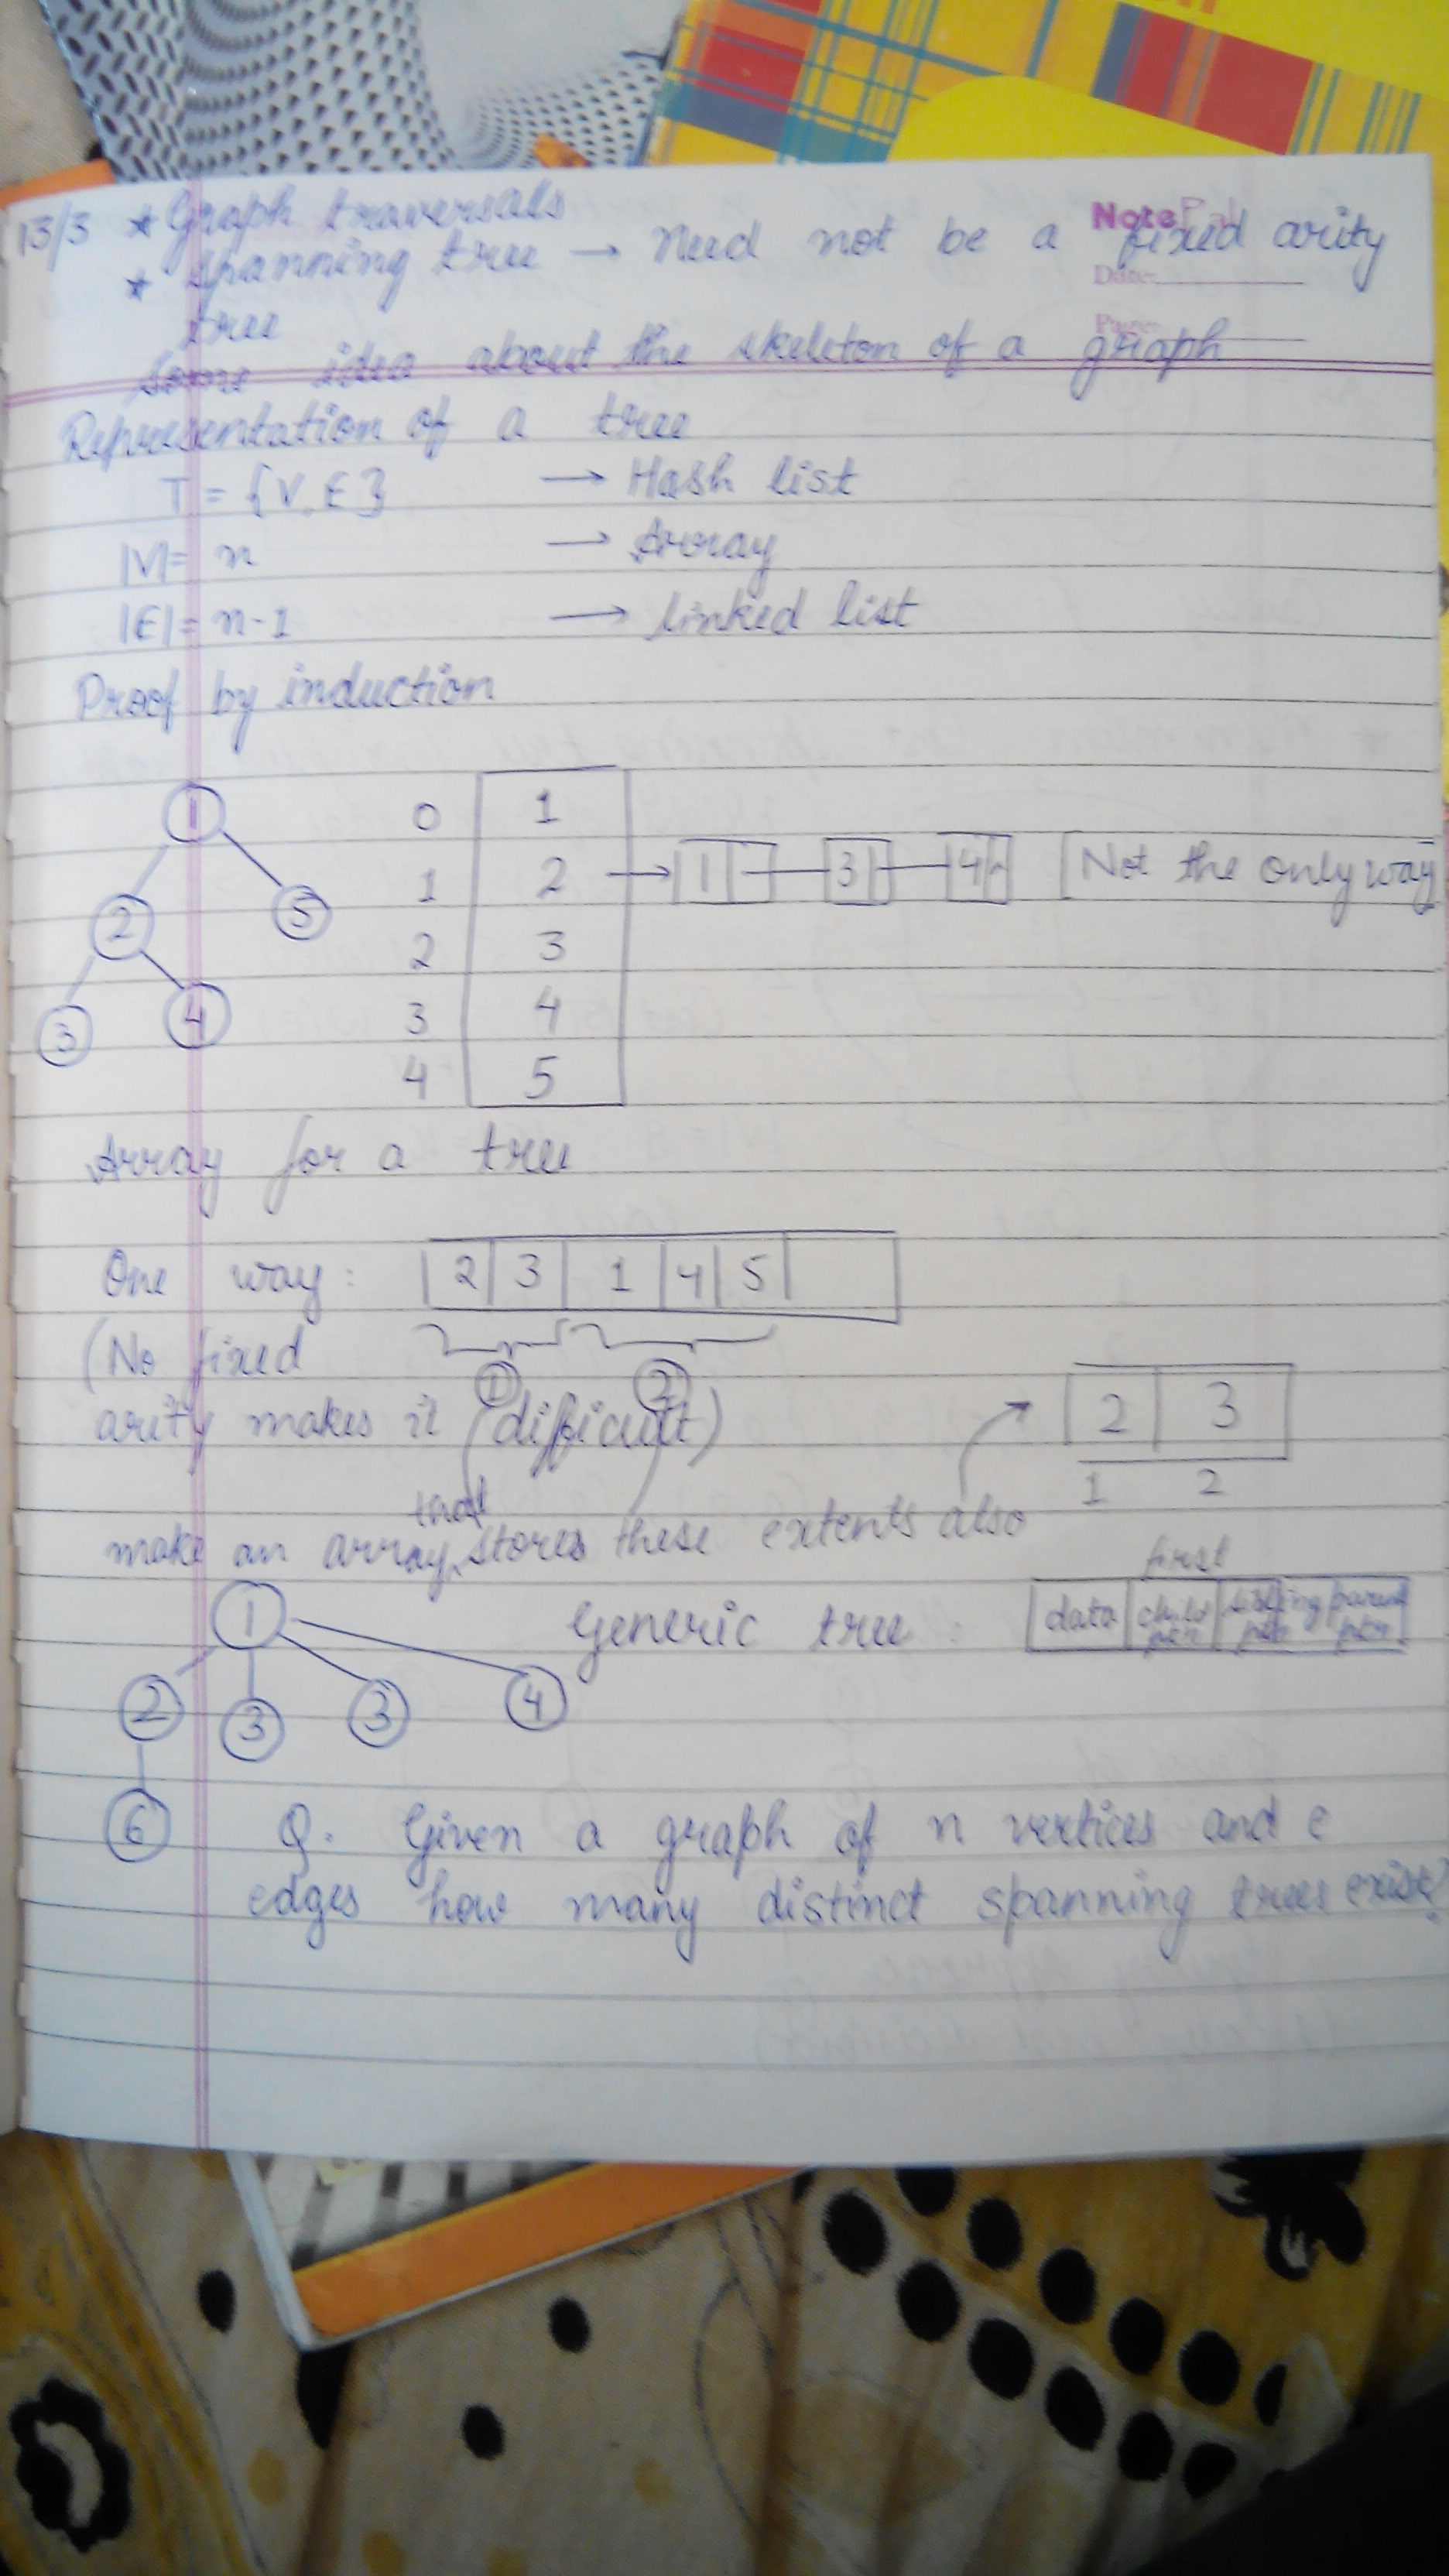 13/3 * Graph traversals
NotePal
* spanning tree → Need not be a fixed arity
Date:
tree
Page:
Some idea about the skeleton of a graph
Representation of a tree
T = {V, E} → Hash list
|V| = n → Array
|E| = n-1 → linked list
Proof by induction
1
2 5
3 4
0 1
1 2 → 1 3 4 [Not the only way]
2 3
3 4
4 5
Array for a tree
One way: 2 3 1 4 5
(No fixed
1 2
arity makes it difficult)
2 3
1 2
that
make an array, stores these extents also
first
1
Generic tree: data child ptr sibling ptr parent ptr
2 3 3 4
6
Q. Given a graph of n vertices and e
edges how many distinct spanning trees exist?